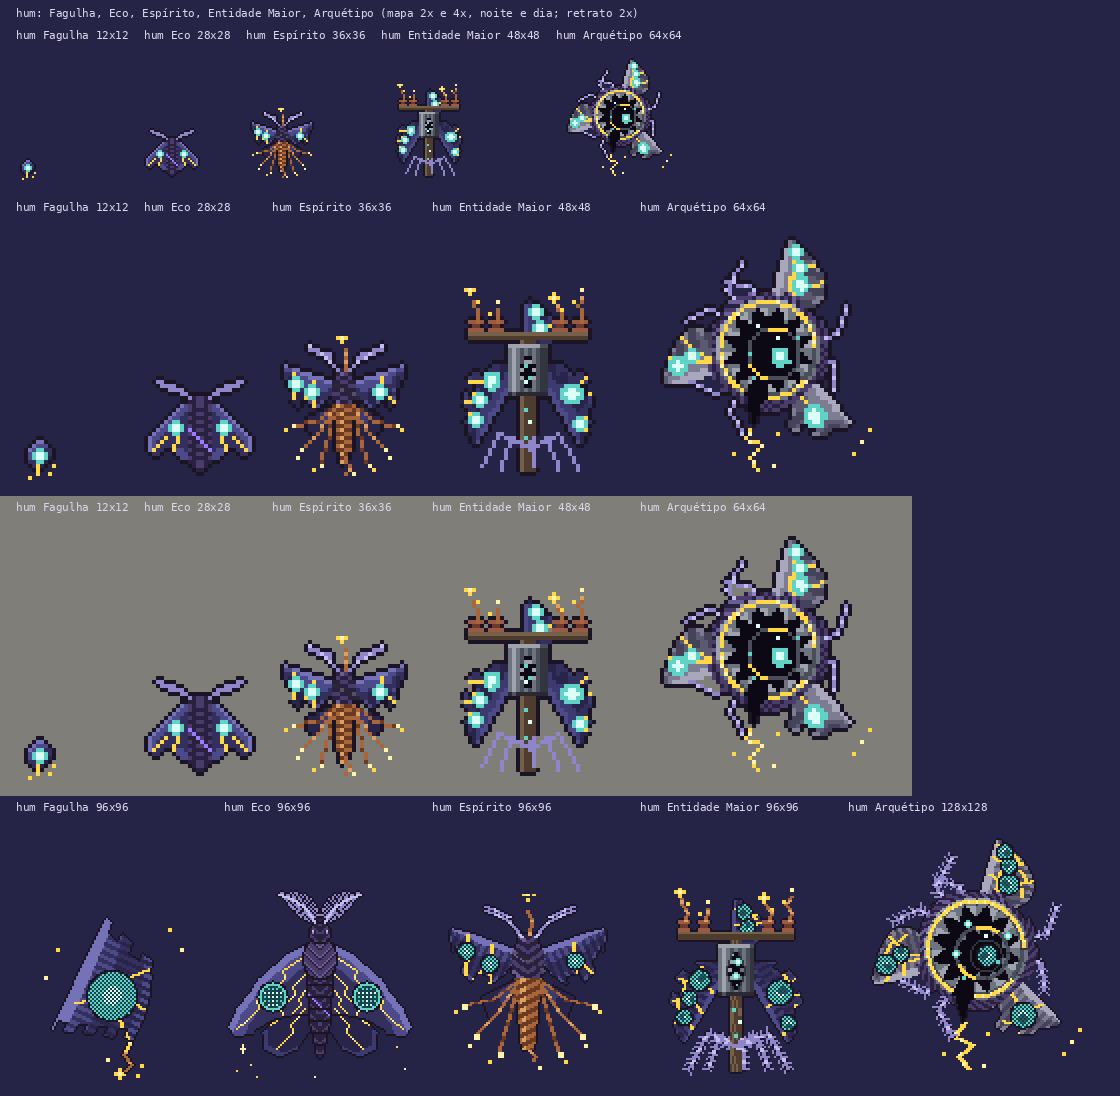 hum: Fagulha, Eco, Espírito, Entidade Maior, Arquétipo (mapa 2x e 4x, noite e dia; retrato 2x)
hum Fagulha 12x12 hum Eco 28x28 hum Espírito 36x36 hum Entidade Maior 48x48 hum Arquétipo 64x64
hum Fagulha 12x12 hum Eco 28x28 hum Espírito 36x36 hum Entidade Maior 48x48 hum Arquétipo 64x64
hum Fagulha 12x12 hum Eco 28x28 hum Espírito 36x36 hum Entidade Maior 48x48 hum Arquétipo 64x64
hum Fagulha 96x96 hum Eco 96x96 hum Espírito 96x96 hum Entidade Maior 96x96 hum Arquétipo 128x128